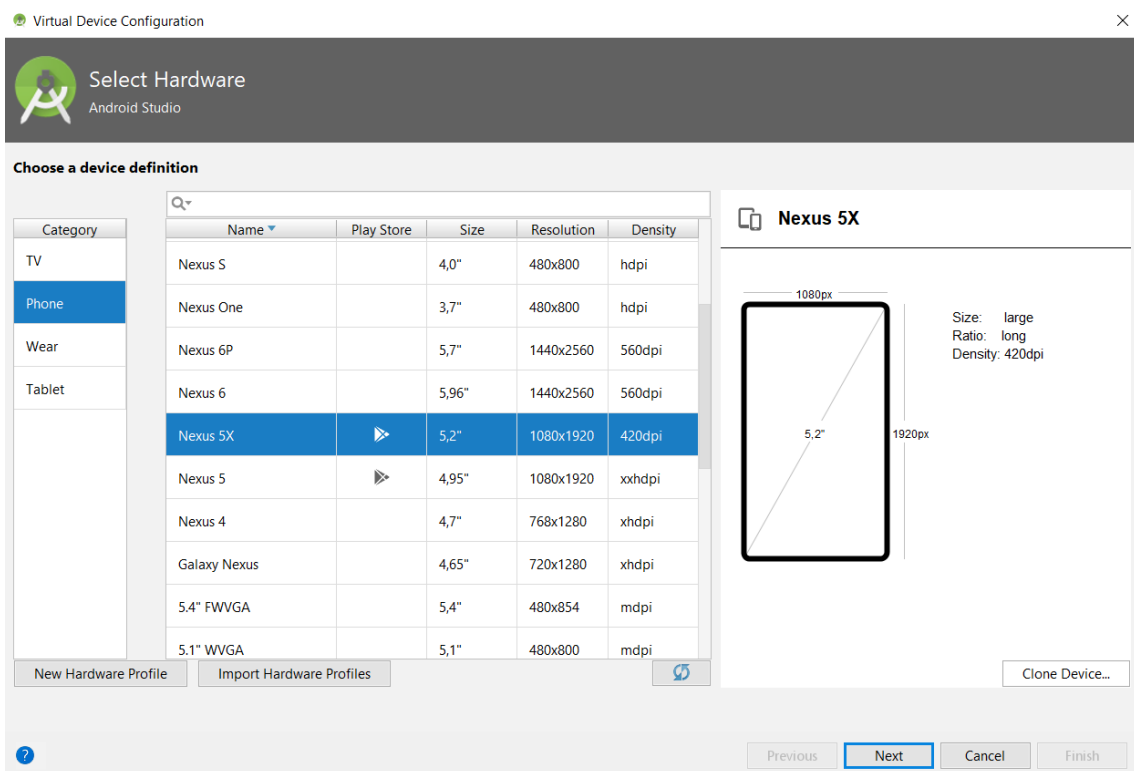 Virtual Device Configuration
Select Hardware
Android Studio
Choose a device definition
Category
TV
Phone
Wear
Tablet
Name Play Store Size Resolution Density
Nexus S 4,0" 480x800 hdpi
Nexus One 3,7" 480x800 hdpi
Nexus 6P 5,7" 1440x2560 560dpi
Nexus 6 5,96" 1440x2560 560dpi
Nexus 5X 5,2" 1080x1920 420dpi
Nexus 5 4,95" 1080x1920 xxhdpi
Nexus 4 4,7" 768x1280 xhdpi
Galaxy Nexus 4,65" 720x1280 xhdpi
5.4" FWVGA 5,4" 480x854 mdpi
5.1" WVGA 5,1" 480x800 mdpi
New Hardware Profile Import Hardware Profiles
Nexus 5X
1080px
5,2"
1920px
Size: large
Ratio: long
Density: 420dpi
Clone Device...
? Previous Next Cancel Finish